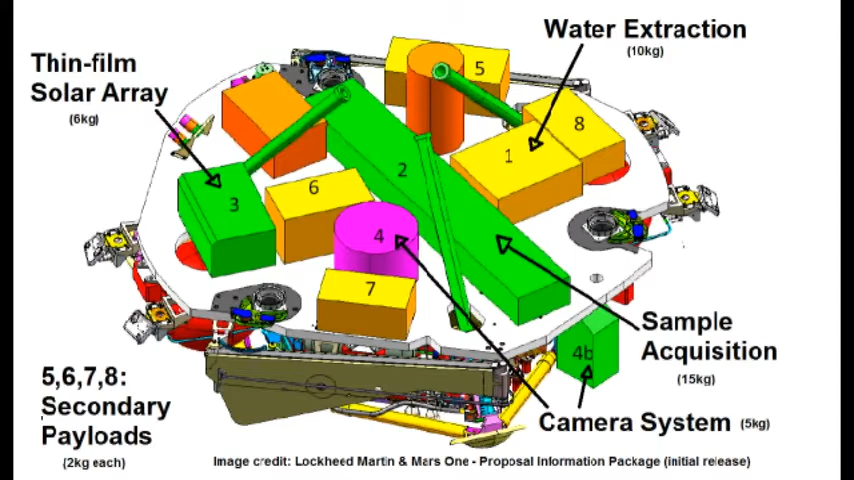 Water Extraction
(10kg)
Thin-film
Solar Array
(6kg)
5
8
1
2
6
3
4
7
4b
Sample
Acquisition
(15kg)
5,6,7,8:
Secondary
Payloads
(2kg each)
Camera System (5kg)
Image credit: Lockheed Martin & Mars One - Proposal Information Package (initial release)